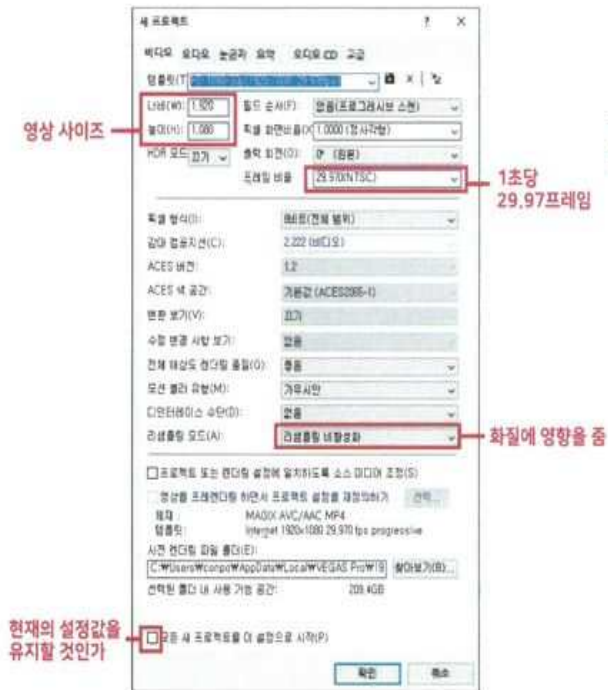 새 프로젝트 ? ×
비디오 오디오 눈금자 요약 오디오 CD 고급
템플릿(T
너비(W): 1.920 필드 순서(F): 없음(프로그레시브 스캔)
영상 사이즈
높이(H): 1.080 픽셀 화면비율(X 1.0000 (정사각형)
HDR 모드 끄기 출력 회전(O): 0° (원본)
프레임 비율 29.970(NTSC)
1초당
29.97프레임
픽셀 형식(I): 8비트(전체 범위)
감마 컴포지션(C): 2.222 (비디오)
ACES 버전: 1.2
ACES 색 공간: 기본값 (ACES2065-1)
변환 보기(V): 끄기
수정 변경 사항 보기: 없음
전체 해상도 렌더링 품질(G): 좋음
모션 블러 유형(M): 가우시안
디인터레이스 수단(D): 없음
리샘플링 모드(A): 리샘플링 비활성화
화질에 영향을 줌
프로젝트 또는 렌더링 설정에 일치하도록 소스 미디어 조정(S)
영상을 프리렌더링 하면서 프로젝트 설정을 재정의하기 선택...
MAGIX AVC/AAC MP4
템플릿: Internet 1920x1080 29.970 fps progressive
사전 렌더링 파일 폴더(E):
C:₩Users₩conpo₩AppData₩Local₩VEGAS Pro₩19 찾아보기(B)...
선택된 폴더 내 사용 가능 공간: 209.4GB
현재의 설정값을
유지할 것인가
모든 새 프로젝트를 이 설정으로 시작(P)
확인 취소